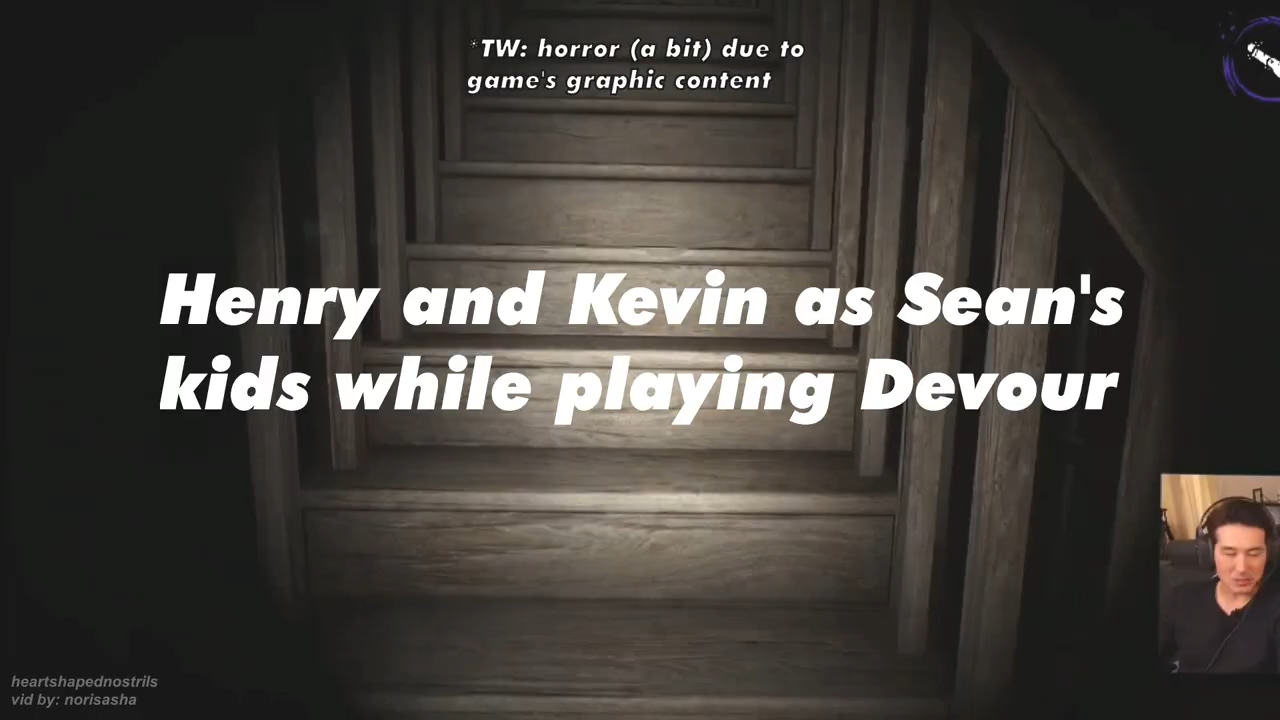 *TW: horror (a bit) due to
game's graphic content
Henry and Kevin as Sean's
kids while playing Devour
heartshapednostrils
vid by: norisasha